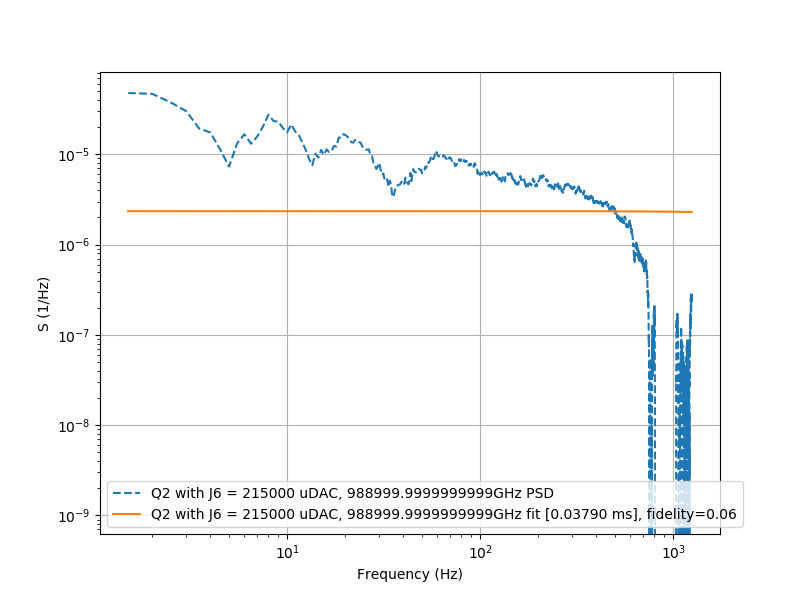 S (1/Hz)
10⁻⁵
10⁻⁶
10⁻⁷
10⁻⁸
10⁻⁹
Q2 with J6 = 215000 uDAC, 988999.9999999999GHz PSD
Q2 with J6 = 215000 uDAC, 988999.9999999999GHz fit [0.03790 ms], fidelity=0.06
10¹ 10² 10³
Frequency (Hz)